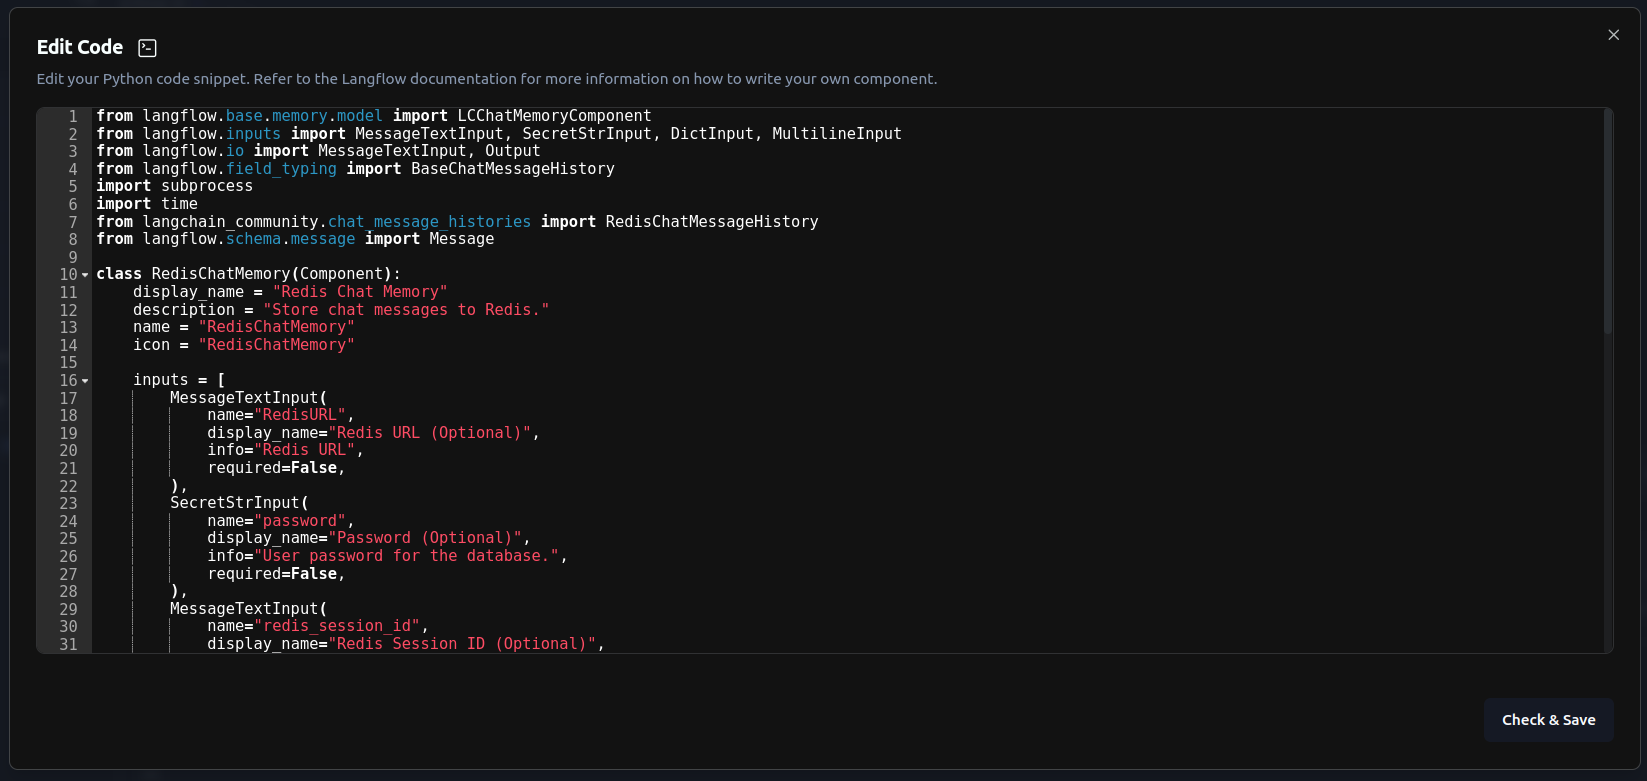 Edit Code
Edit your Python code snippet. Refer to the Langflow documentation for more information on how to write your own component.
1 from langflow.base.memory.model import LCChatMemoryComponent
2 from langflow.inputs import MessageTextInput, SecretStrInput, DictInput, MultilineInput
3 from langflow.io import MessageTextInput, Output
4 from langflow.field_typing import BaseChatMessageHistory
5 import subprocess
6 import time
7 from langchain_community.chat_message_histories import RedisChatMessageHistory
8 from langflow.schema.message import Message
9
10 class RedisChatMemory(Component):
11     display_name = "Redis Chat Memory"
12     description = "Store chat messages to Redis."
13     name = "RedisChatMemory"
14     icon = "RedisChatMemory"
15
16     inputs = [
17         MessageTextInput(
18             name="RedisURL",
19             display_name="Redis URL (Optional)",
20             info="Redis URL",
21             required=False,
22         ),
23         SecretStrInput(
24             name="password",
25             display_name="Password (Optional)",
26             info="User password for the database.",
27             required=False,
28         ),
29         MessageTextInput(
30             name="redis_session_id",
31             display_name="Redis Session ID (Optional)",
Check & Save